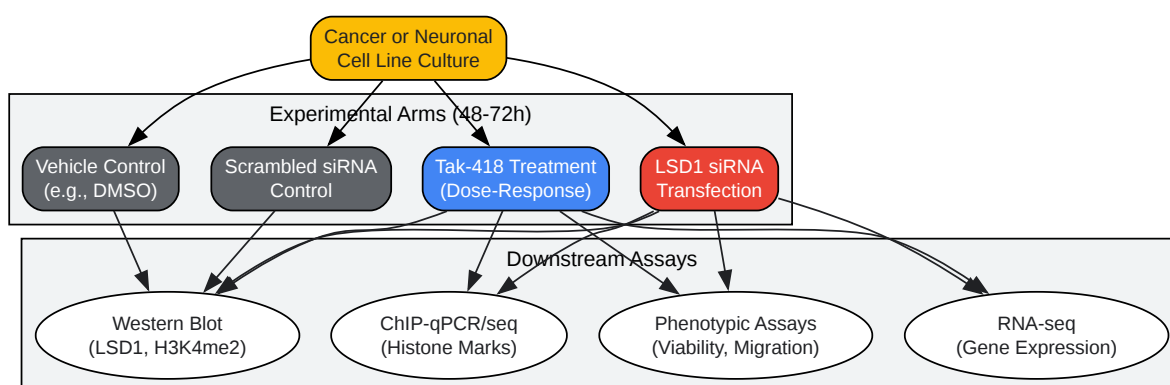 Cancer or Neuronal
Cell Line Culture
Experimental Arms (48-72h)
Vehicle Control
(e.g., DMSO)
Scrambled siRNA
Control
Tak-418 Treatment
(Dose-Response)
LSD1 siRNA
Transfection
Downstream Assays
Western Blot
(LSD1, H3K4me2)
ChIP-qPCR/seq
(Histone Marks)
Phenotypic Assays
(Viability, Migration)
RNA-seq
(Gene Expression)